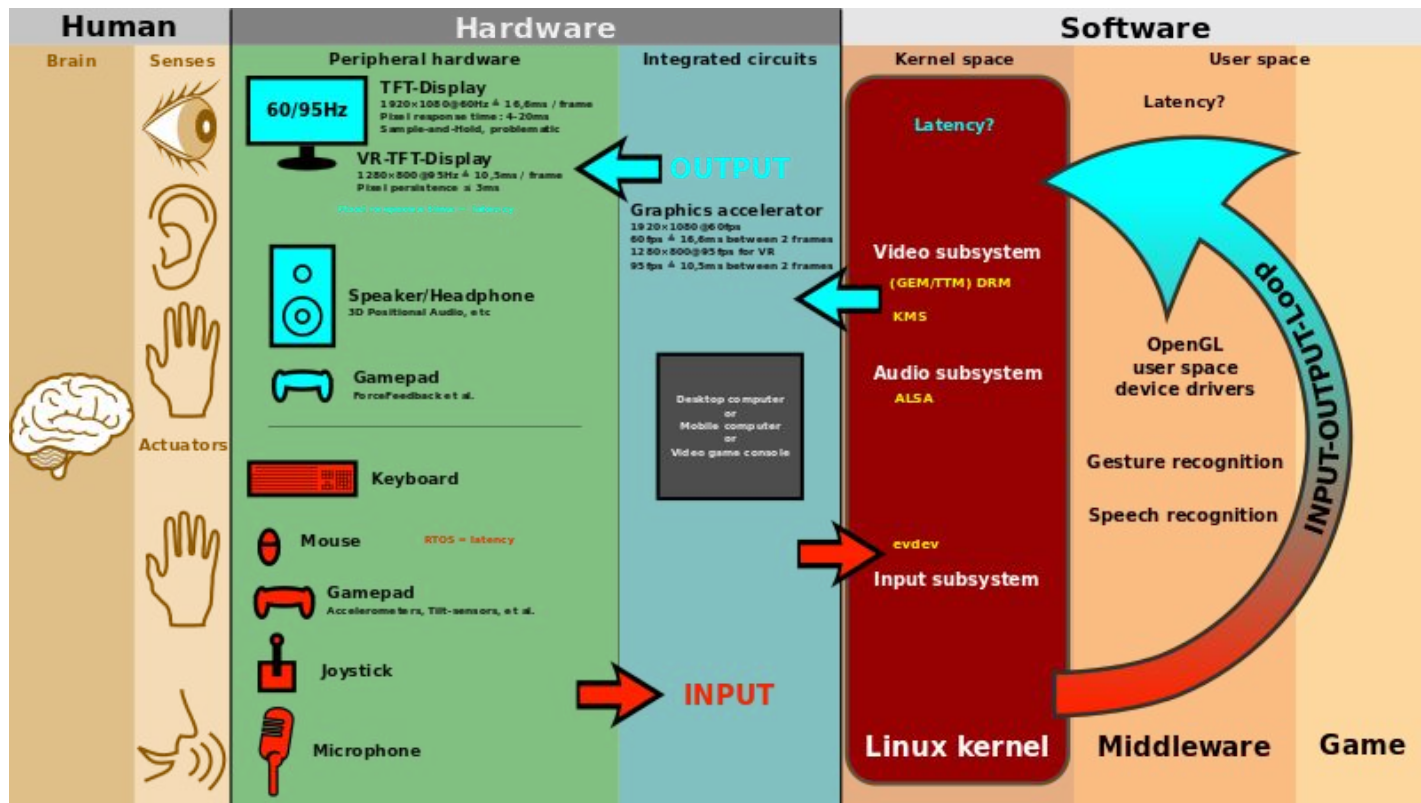 Human
Hardware
Software
Brain
Senses
Peripheral hardware
Integrated circuits
Kernel space
User space
60/95Hz
TFT-Display
1920×1080@60Hz ≙ 16,6ms / frame
Pixel response time: 4-20ms
Sample-and-Hold, problematic
VR-TFT-Display
1280×800@95Hz ≙ 10,5ms / frame
Pixel persistence ≤ 3ms
OUTPUT
Graphics accelerator
1920×1080@60fps
60fps ≙ 16,6ms between 2 frames
1280×800@95fps for VR
95fps ≙ 10,5ms between 2 frames
Speaker/Headphone
3D Positional Audio, etc
Gamepad
ForceFeedback et al.
Actuators
Keyboard
Mouse
RTOS = latency
Gamepad
Accelerometers, Tilt-sensors, et al.
Joystick
Microphone
Desktop computer
or
Mobile computer
or
Video game console
INPUT
Latency?
Video subsystem
(GEM/TTM) DRM
KMS
Audio subsystem
ALSA
evdev
Input subsystem
Linux kernel
Latency?
OpenGL
user space
device drivers
Gesture recognition
Speech recognition
Middleware
INPUT-OUTPUT-Loop
Game